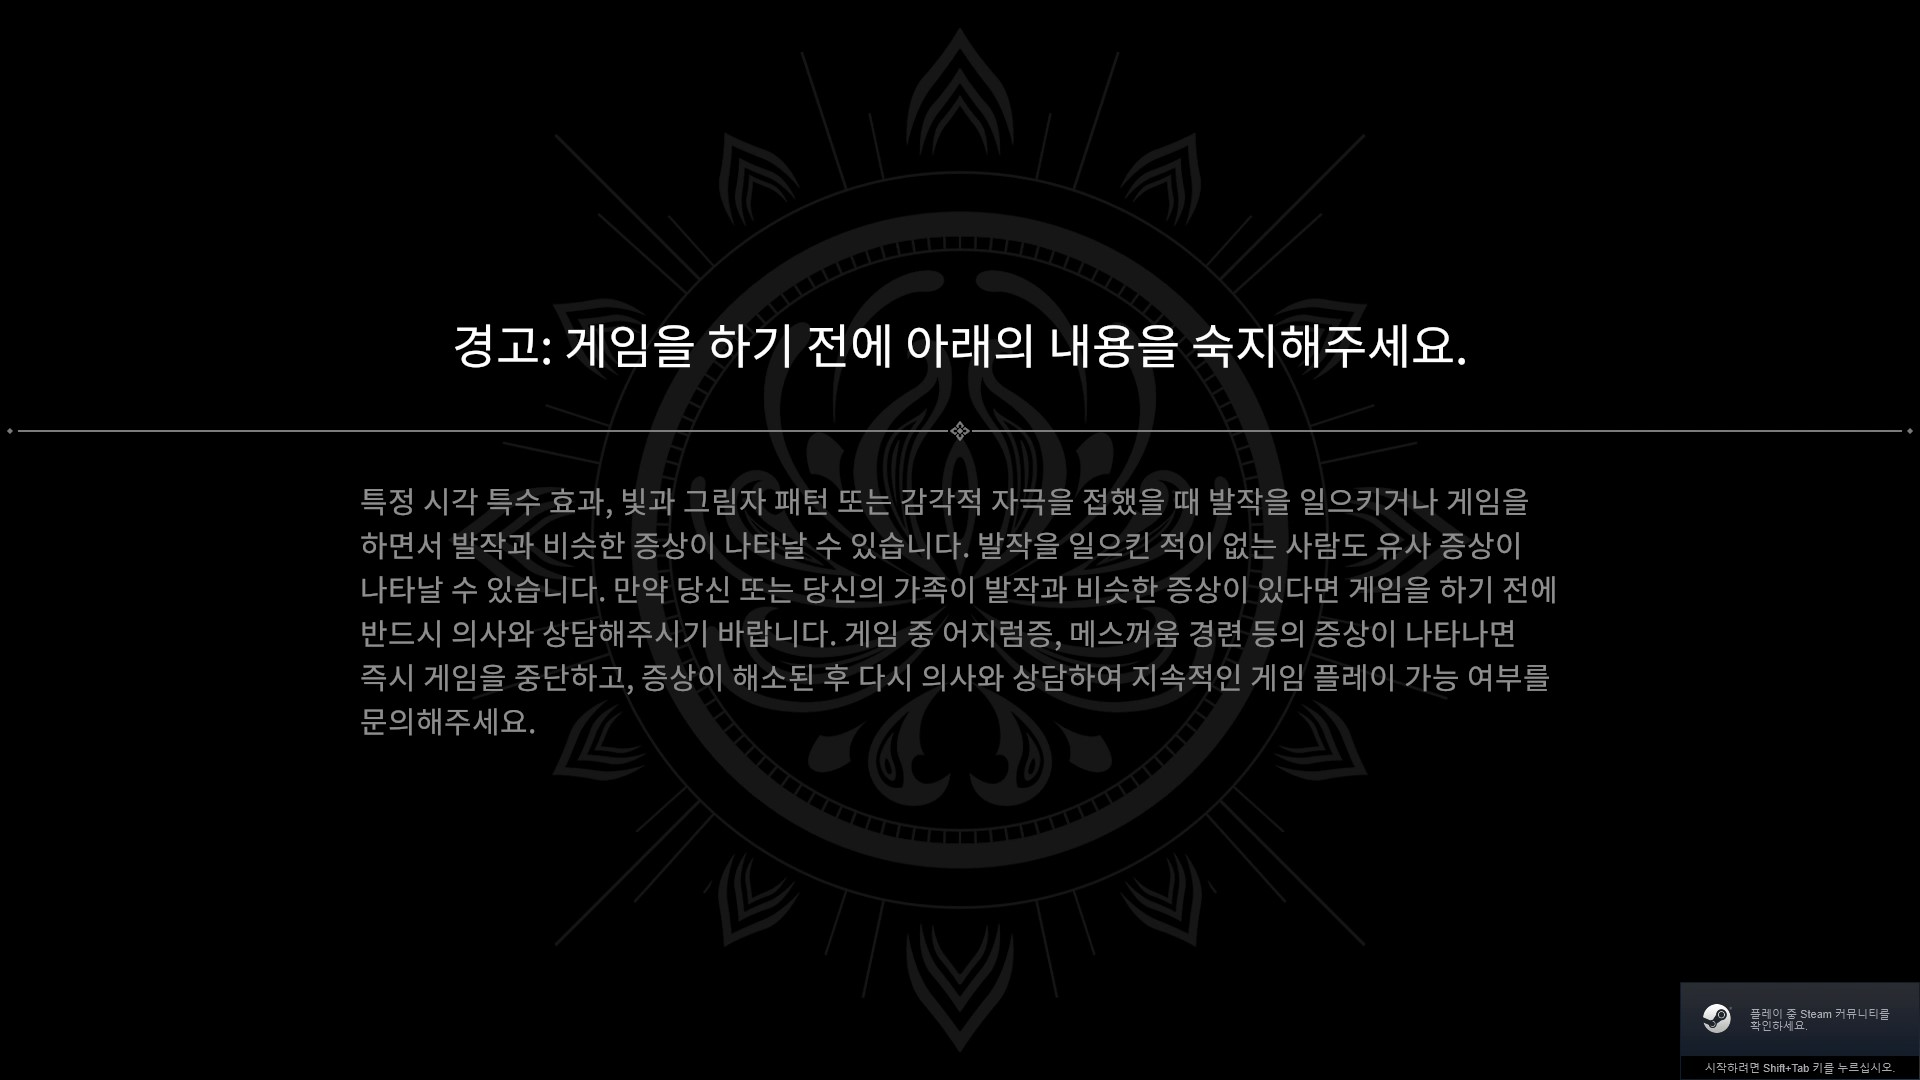 경고: 게임을 하기 전에 아래의 내용을 숙지해주세요.
특정 시각 특수 효과, 빛과 그림자 패턴 또는 감각적 자극을 접했을 때 발작을 일으키거나 게임을
하면서 발작과 비슷한 증상이 나타날 수 있습니다. 발작을 일으킨 적이 없는 사람도 유사 증상이
나타날 수 있습니다. 만약 당신 또는 당신의 가족이 발작과 비슷한 증상이 있다면 게임을 하기 전에
반드시 의사와 상담해주시기 바랍니다. 게임 중 어지럼증, 메스꺼움 경련 등의 증상이 나타나면
즉시 게임을 중단하고, 증상이 해소된 후 다시 의사와 상담하여 지속적인 게임 플레이 가능 여부를
문의해주세요.
플레이 중 Steam 커뮤니티를
확인하세요.
시작하려면 Shift+Tab 키를 누르십시오.